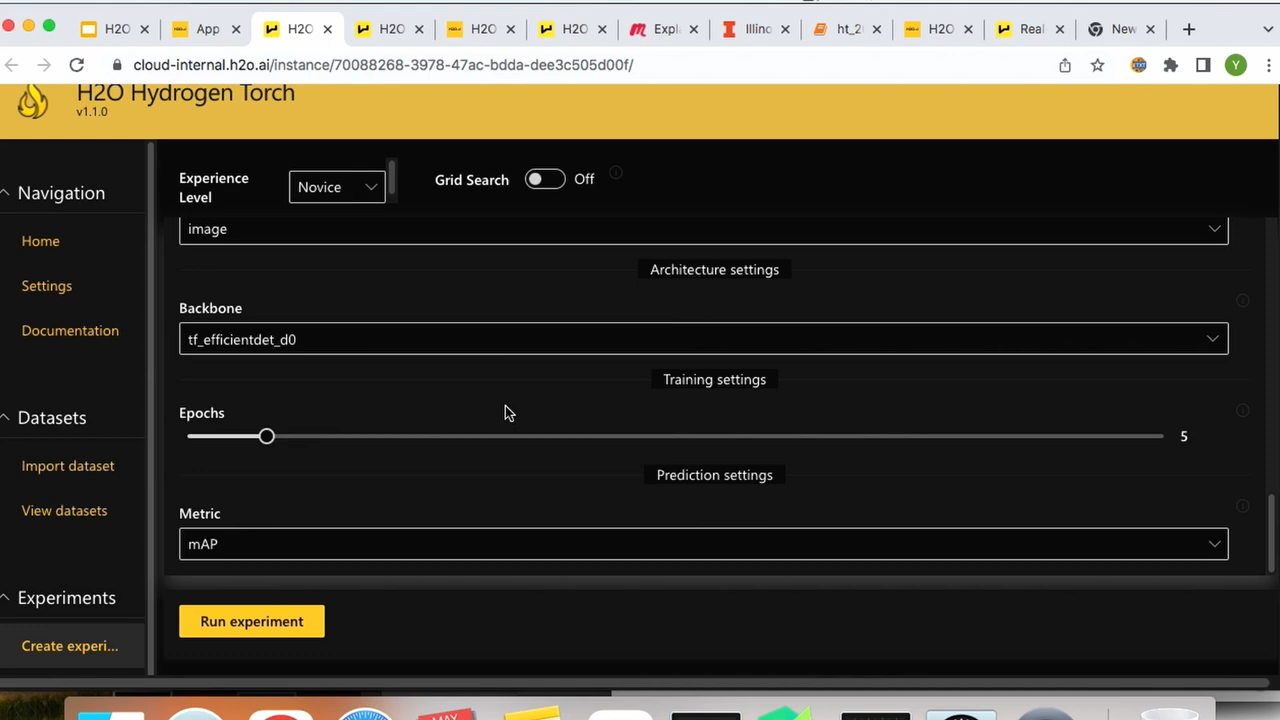 H2O
App
H2O
H2O
H2O
H2O
Expl
Illino
ht_2(
H2O
Real
New
cloud-internal.h2o.ai/instance/70088268-3978-47ac-bdda-dee3c505d00f/
Y
H2O Hydrogen Torch
v1.1.0
Navigation
Home
Settings
Documentation
Datasets
Import dataset
View datasets
Experiments
Create experi...
Experience
Level
Novice
Grid Search
Off
image
Architecture settings
Backbone
tf_efficientdet_d0
Training settings
Epochs
5
Prediction settings
Metric
mAP
Run experiment
MAY